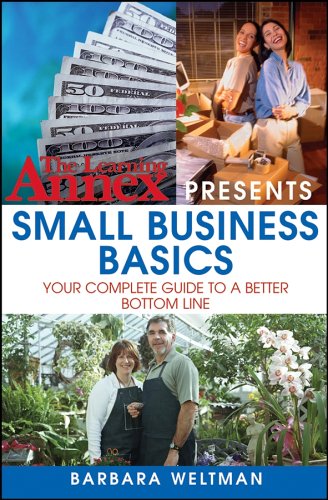 The Learning
Annex PRESENTS
SMALL BUSINESS
BASICS
YOUR COMPLETE GUIDE TO A BETTER
BOTTOM LINE
BARBARA WELTMAN